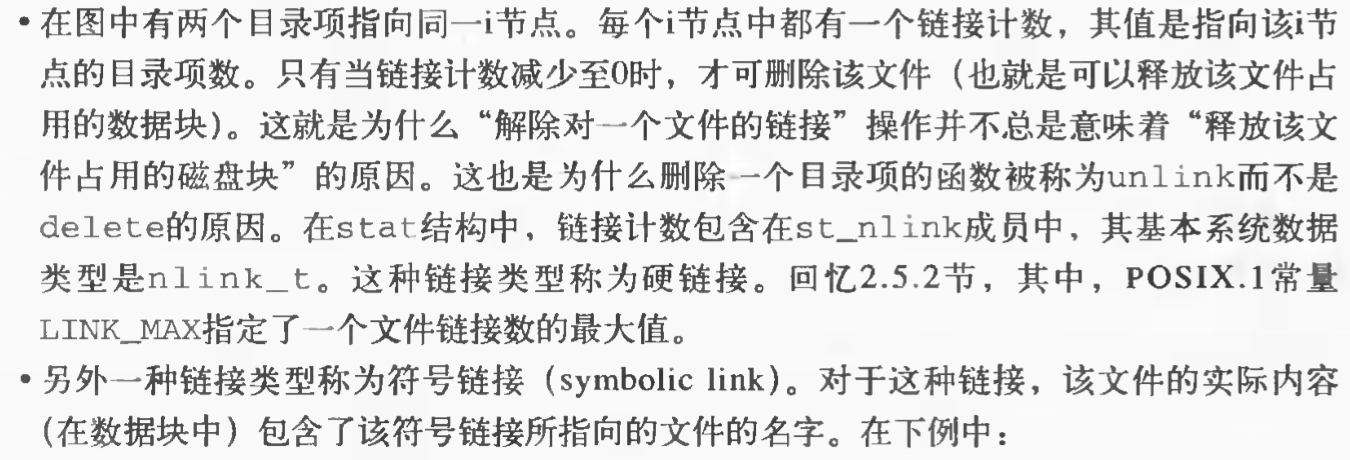 •在图中有两个目录项指向同一i节点。每个i节点中都有一个链接计数，其值是指向该i节
点的目录项数。只有当链接计数减少至0时，才可删除该文件（也就是可以释放该文件占
用的数据块）。这就是为什么“解除对一个文件的链接”操作并不总是意味着“释放该文
件占用的磁盘块”的原因。这也是为什么删除一个目录项的函数被称为unlink而不是
delete的原因。在stat结构中，链接计数包含在st_nlink成员中，其基本系统数据
类型是nlink_t。这种链接类型称为硬链接。回忆2.5.2节，其中，POSIX.1常量
LINK_MAX指定了一个文件链接数的最大值。
•另外一种链接类型称为符号链接（symbolic link）。对于这种链接，该文件的实际内容
（在数据块中）包含了该符号链接所指向的文件的名字。在下例中：